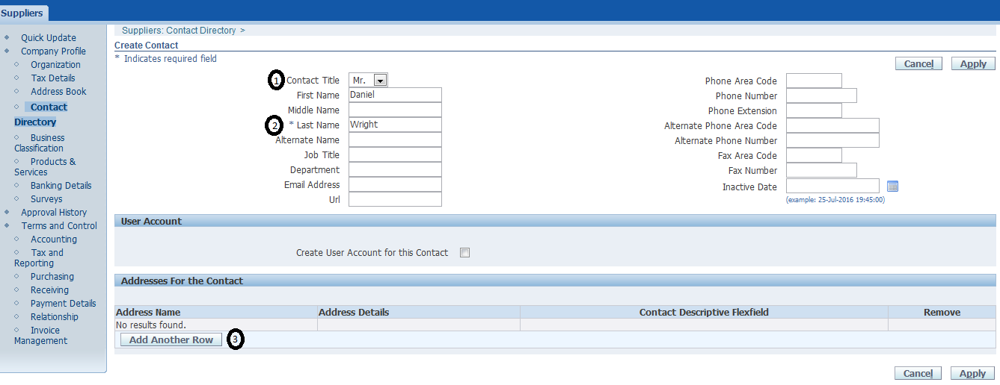 Suppliers
Quick Update
Company Profile
Organization
Tax Details
Address Book
Contact
Directory
Business
Classification
Products &
Services
Banking Details
Surveys
Approval History
Terms and Control
Accounting
Tax and
Reporting
Purchasing
Receiving
Payment Details
Relationship
Invoice
Management
Suppliers: Contact Directory >
Create Contact
* Indicates required field
Cancel Apply
1 Contact Title Mr.
First Name Daniel
Middle Name
2 * Last Name Wright
Alternate Name
Job Title
Department
Email Address
Url
Phone Area Code
Phone Number
Phone Extension
Alternate Phone Area Code
Alternate Phone Number
Fax Area Code
Fax Number
Inactive Date
(example: 25-Jul-2016 19:45:00)
User Account
Create User Account for this Contact
Addresses For the Contact
Address Name Address Details Contact Descriptive Flexfield Remove
No results found.
Add Another Row 3
Cancel Apply